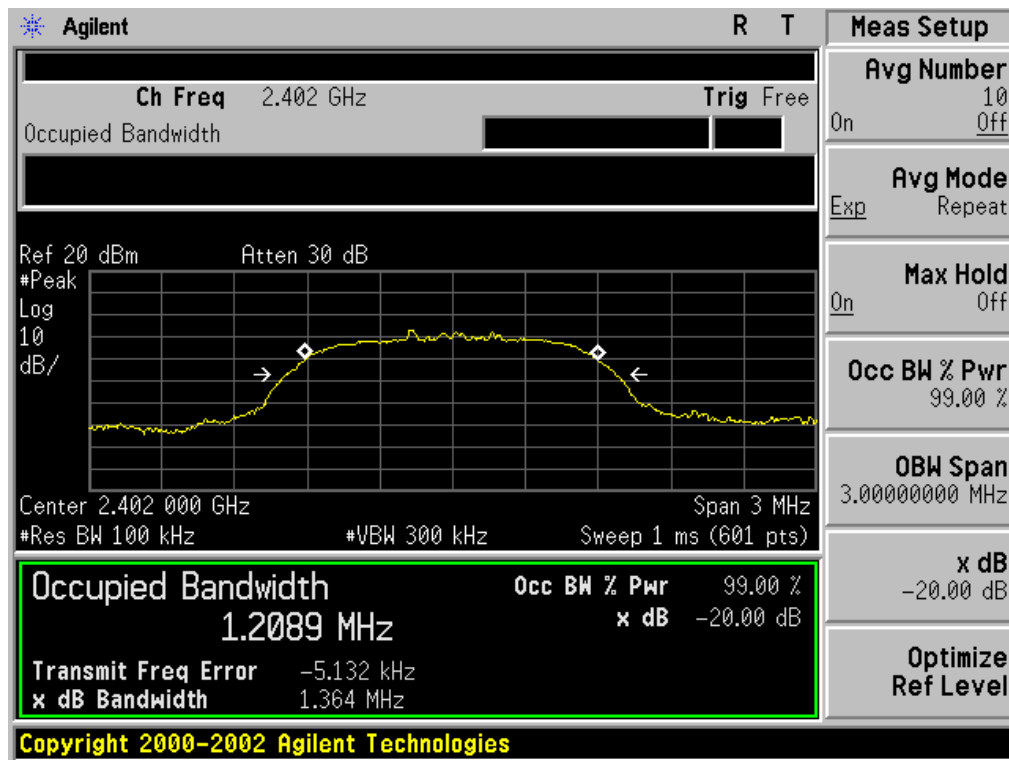 Agilent R T
Ch Freq 2.402 GHz Trig Free
Occupied Bandwidth
Ref 20 dBm Atten 30 dB
#Peak
Log
10
dB/
Center 2.402 000 GHz Span 3 MHz
#Res BW 100 kHz #VBW 300 kHz Sweep 1 ms (601 pts)
Occupied Bandwidth Occ BW % Pwr 99.00 %
1.2089 MHz x dB -20.00 dB
Transmit Freq Error -5.132 kHz
x dB Bandwidth 1.364 MHz
Copyright 2000-2002 Agilent Technologies
Meas Setup
Avg Number
10
On Off
Avg Mode
Exp Repeat
Max Hold
On Off
Occ BW % Pwr
99.00 %
OBW Span
3.00000000 MHz
x dB
-20.00 dB
Optimize
Ref Level